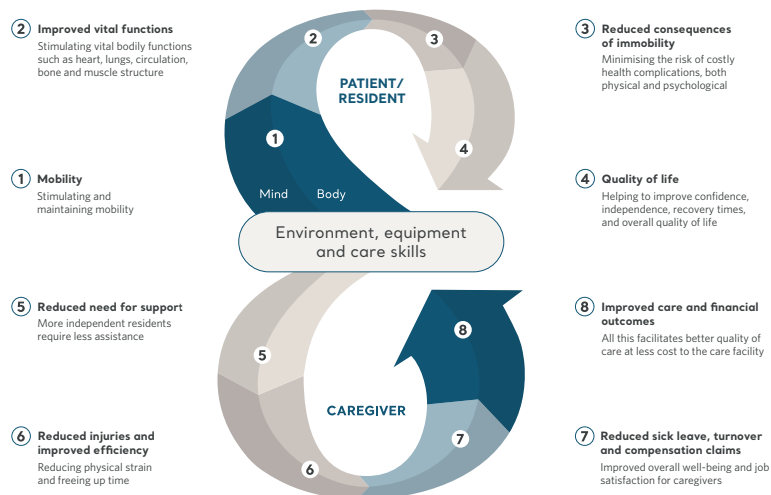 2 Improved vital functions
Stimulating vital bodily functions
such as heart, lungs, circulation,
bone and muscle structure
1 Mobility
Stimulating and
maintaining mobility
5 Reduced need for support
More independent residents
require less assistance
6 Reduced injuries and
improved efficiency
Reducing physical strain
and freeing up time
2
3
PATIENT/
RESIDENT
1
4
Mind Body
Environment, equipment
and care skills
8
5
CAREGIVER
7
6
3 Reduced consequences
of immobility
Minimising the risk of costly
health complications, both
physical and psychological
4 Quality of life
Helping to improve confidence,
independence, recovery times,
and overall quality of life
8 Improved care and financial
outcomes
All this facilitates better quality of
care at less cost to the care facility
7 Reduced sick leave, turnover
and compensation claims
Improved overall well-being and job
satisfaction for caregivers